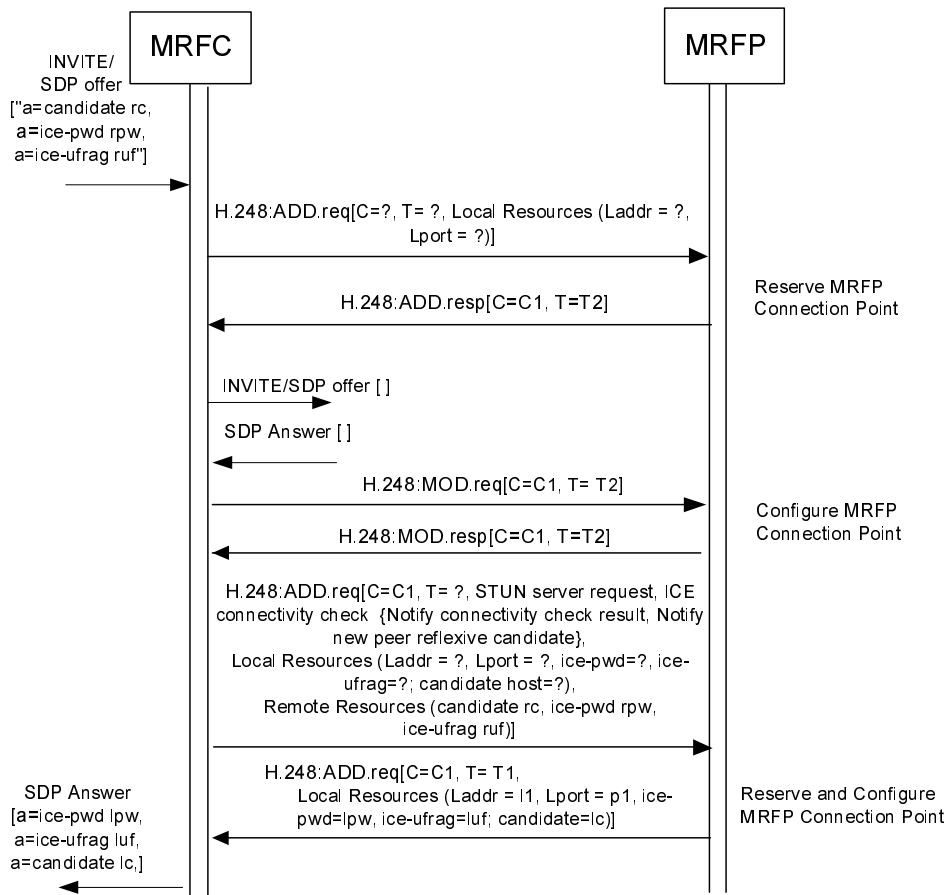 MRFC
MRFP
INVITE/
SDP offer
["a=candidate rc,
a=ice-pwd rpw,
a=ice-ufrag ruf"]
H.248:ADD.req[C=?, T= ?, Local Resources (Laddr = ?,
Lport = ?)]
Reserve MRFP
Connection Point
H.248:ADD.resp[C=C1, T=T2]
INVITE/SDP offer [ ]
SDP Answer [ ]
H.248:MOD.req[C=C1, T= T2]
Configure MRFP
Connection Point
H.248:MOD.resp[C=C1, T=T2]
H.248:ADD.req[C=C1, T= ?, STUN server request, ICE
connectivity check {Notify connectivity check result, Notify
new peer reflexive candidate},
Local Resources (Laddr = ?, Lport = ?, ice-pwd=?, ice-
ufrag=?; candidate host=?),
Remote Resources (candidate rc, ice-pwd rpw,
ice-ufrag ruf)]
H.248:ADD.req[C=C1, T= T1,
Local Resources (Laddr = l1, Lport = p1, ice-
pwd=lpw, ice-ufrag=luf; candidate=lc)]
Reserve and Configure
MRFP Connection Point
SDP Answer
[a=ice-pwd lpw,
a=ice-ufrag luf,
a=candidate lc,]